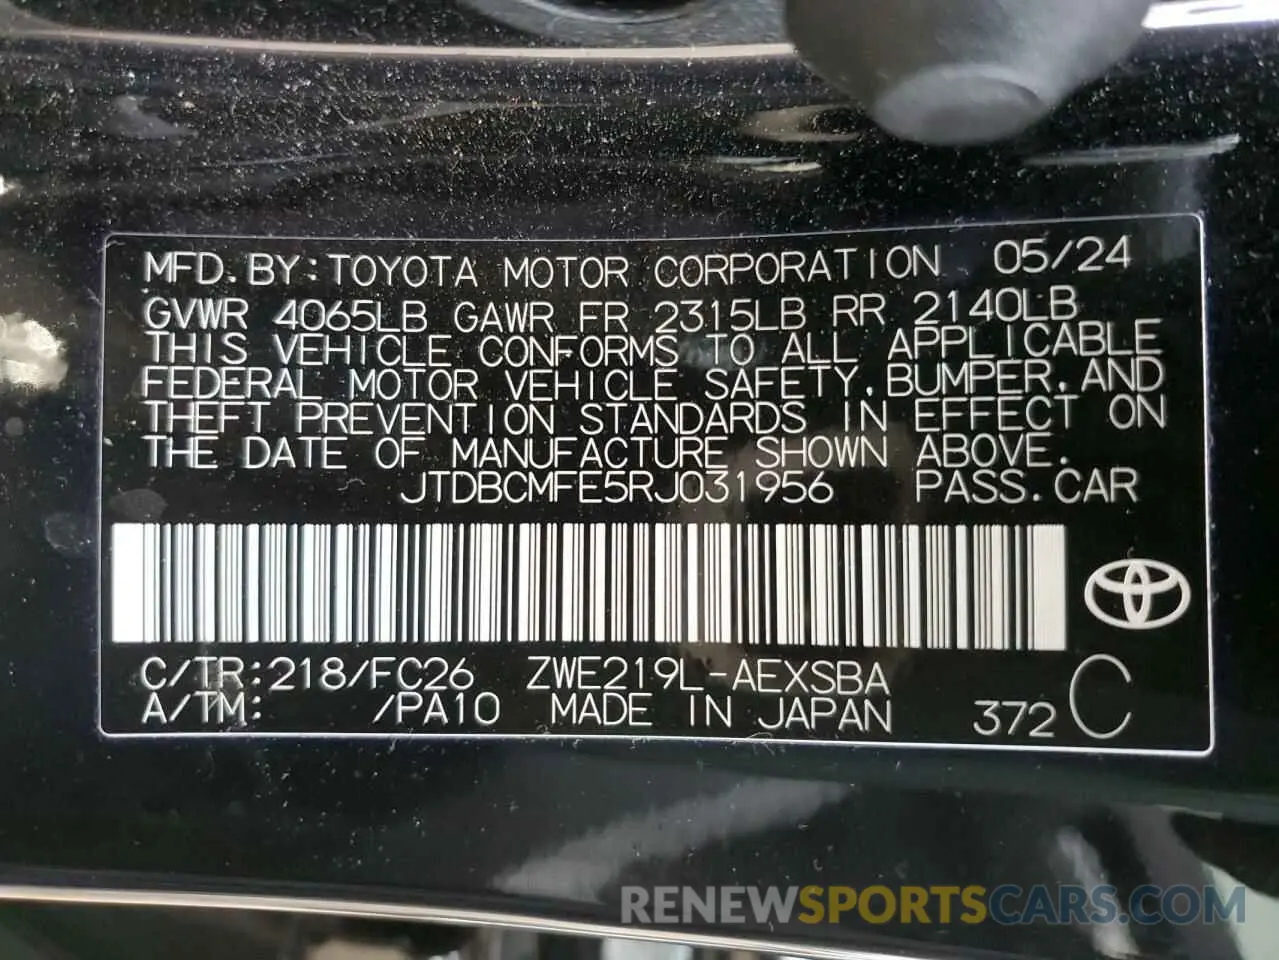 MFD.BY:TOYOTA MOTOR CORPORATION 05/24
GVWR 4065LB GAWR FR 2315LB RR 2140LB
THIS VEHICLE CONFORMS TO ALL APPLICABLE
FEDERAL MOTOR VEHICLE SAFETY.BUMPER.AND
THEFT PREVENTION STANDARDS IN EFFECT ON
THE DATE OF MANUFACTURE SHOWN ABOVE.
JTDBCMFE5RJ031956 PASS.CAR
C/TR:218/FC26 ZWE219L-AEXSBA
A/TM: /PA10 MADE IN JAPAN 372 C
RENEWSPORTSCARS.COM